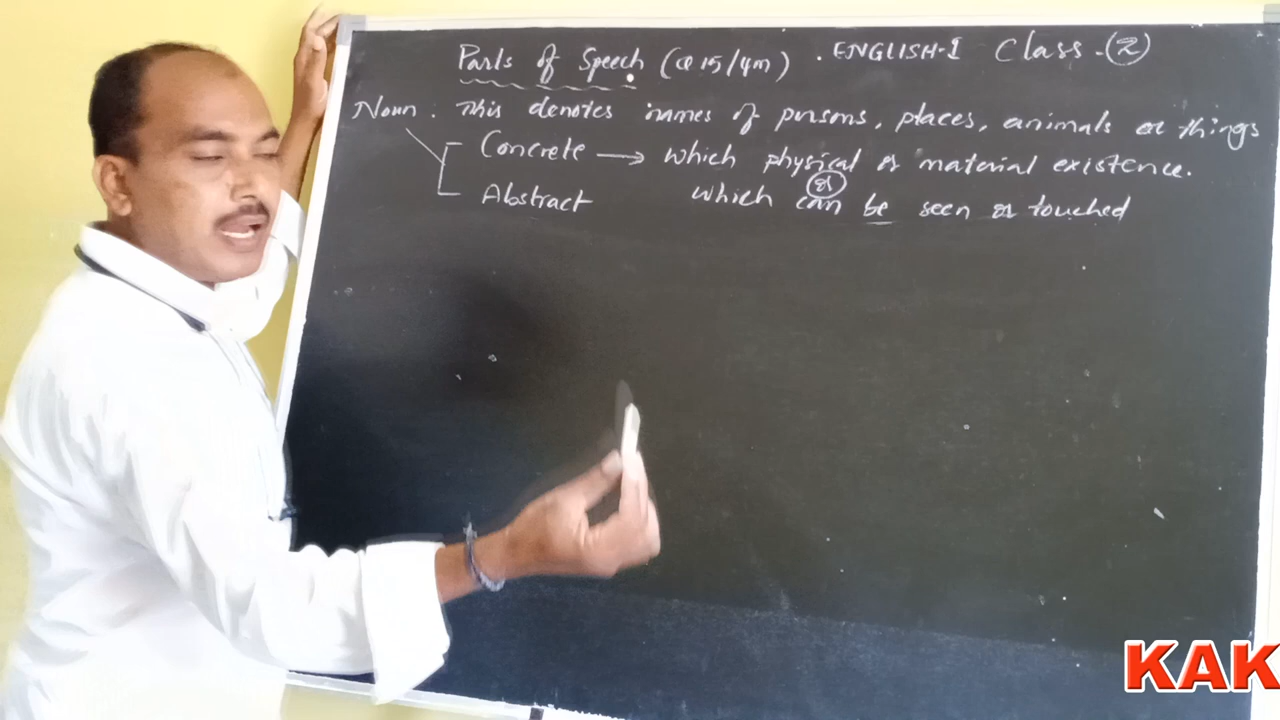 Parts of Speech (Q 15/4m) . ENGLISH-I Class - (2)
Noun : This denotes names of persons, places, animals or things
Concrete → which physical or material existence.
Abstract which can be seen or touched
or
KAK